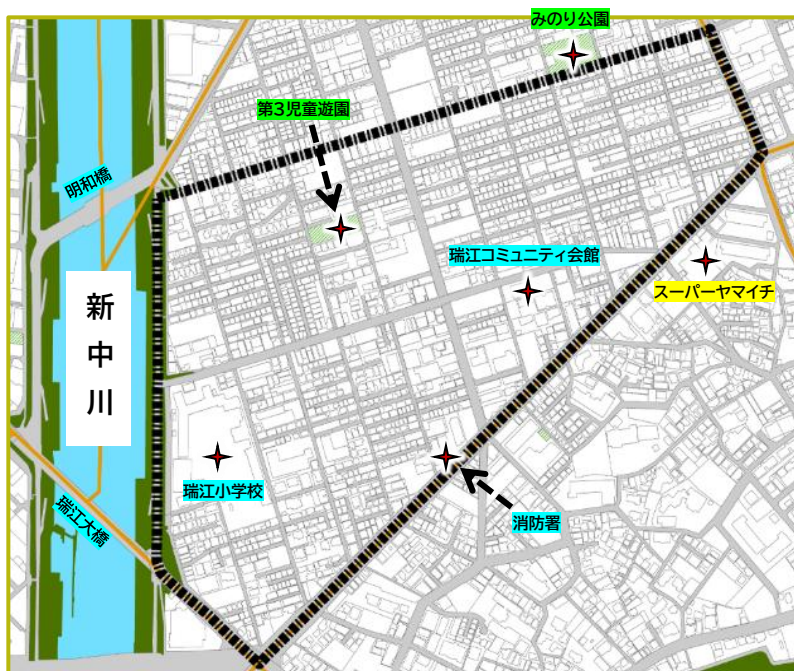 みのり公園
第3児童遊園
明和橋
瑞江コミュニティ会館
スーパーヤマイチ
新中川
瑞江小学校
瑞江大橋
消防署